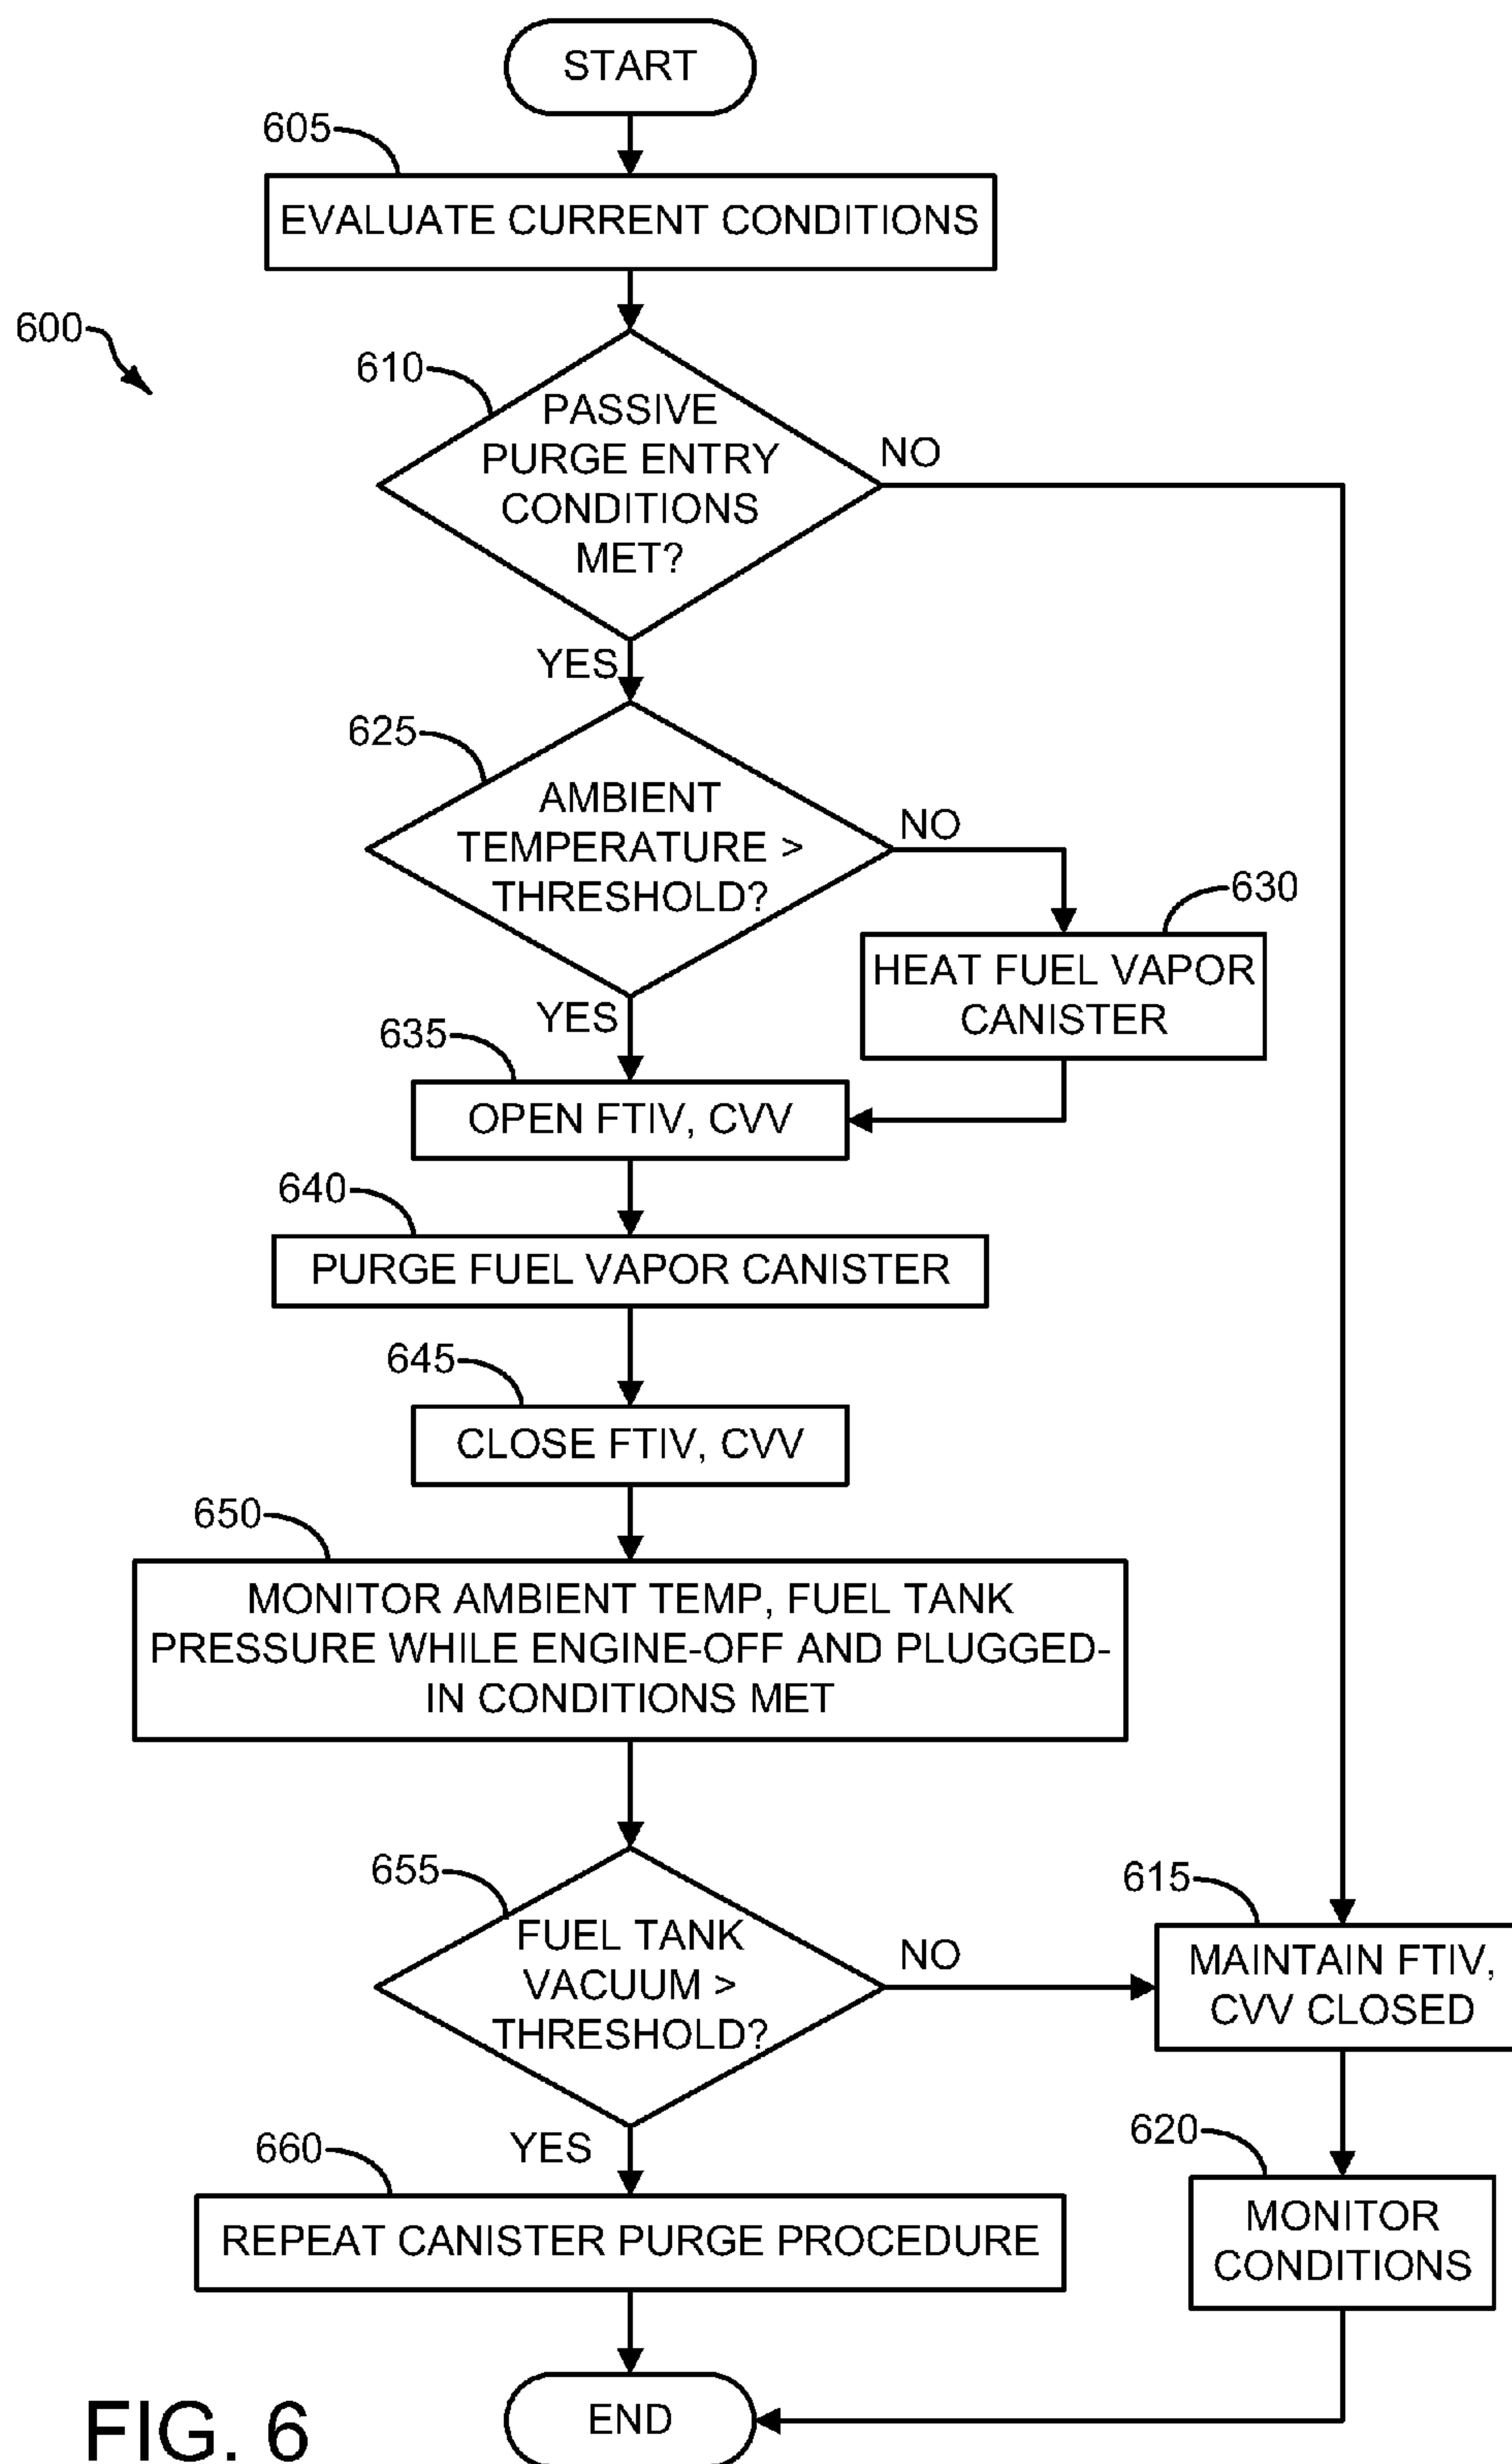 START
605
EVALUATE CURRENT CONDITIONS
600
610
PASSIVE
PURGE ENTRY
CONDITIONS
MET?
NO
YES
625
AMBIENT
TEMPERATURE >
THRESHOLD?
NO
630
HEAT FUEL VAPOR
CANISTER
YES
635
OPEN FTIV, CVV
640
PURGE FUEL VAPOR CANISTER
645
CLOSE FTIV, CVV
650
MONITOR AMBIENT TEMP, FUEL TANK
PRESSURE WHILE ENGINE-OFF AND PLUGGED-
IN CONDITIONS MET
655
FUEL TANK
VACUUM >
THRESHOLD?
NO
615
MAINTAIN FTIV,
CVV CLOSED
YES
620
MONITOR
CONDITIONS
660
REPEAT CANISTER PURGE PROCEDURE
END
FIG. 6